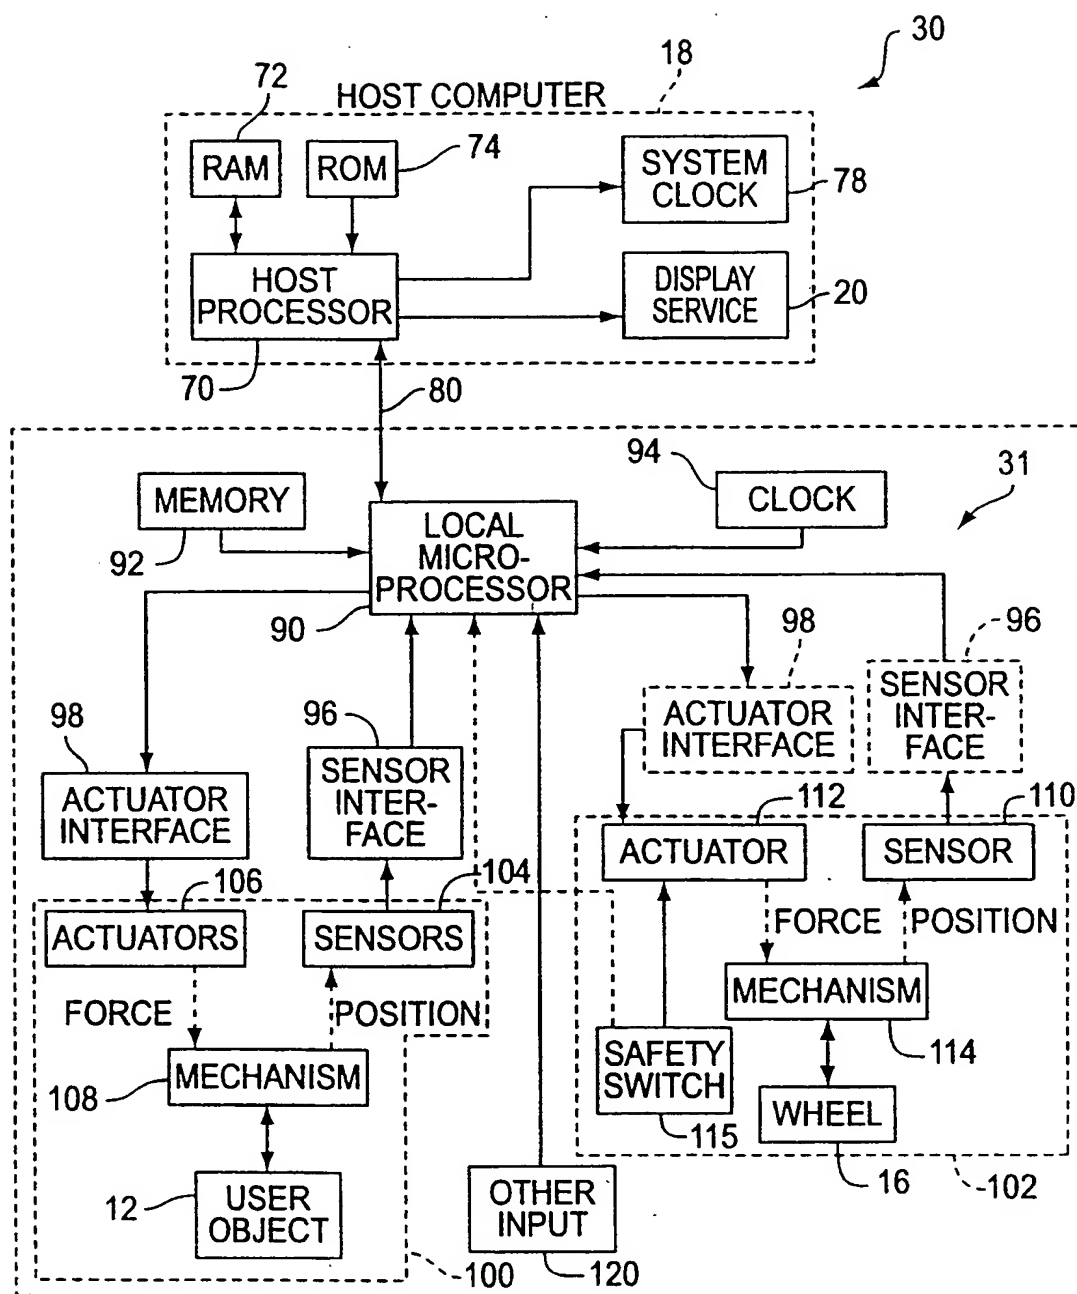 30
18
72
HOST COMPUTER
RAM
ROM
74
SYSTEM
CLOCK
78
HOST
PROCESSOR
DISPLAY
SERVICE
20
70
80
94
31
MEMORY
CLOCK
92
LOCAL
MICRO-
PROCESSOR
90
98
96
98
96
ACTUATOR
INTERFACE
SENSOR
INTER-
FACE
ACTUATOR
INTERFACE
SENSOR
INTER-
FACE
112
110
106
104
ACTUATOR
SENSOR
ACTUATORS
SENSORS
FORCE
POSITION
FORCE
POSITION
MECHANISM
114
108
MECHANISM
SAFETY
SWITCH
115
WHEEL
16
102
12
USER
OBJECT
OTHER
INPUT
100
120